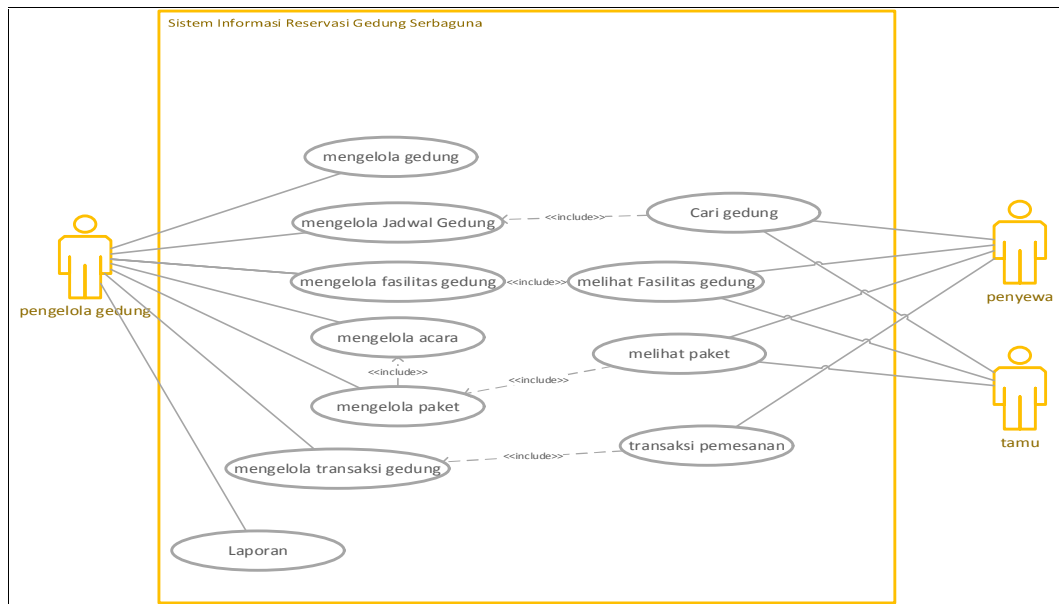 Sistem Informasi Reservasi Gedung Serbaguna
mengelola gedung
mengelola Jadwal Gedung
<<include>>
Cari gedung
mengelola fasilitas gedung
<<include>>
melihat Fasilitas gedung
pengelola gedung
penyewa
mengelola acara
<<include>>
mengelola paket
<<include>>
melihat paket
tamu
mengelola transaksi gedung
<<include>>
transaksi pemesanan
Laporan